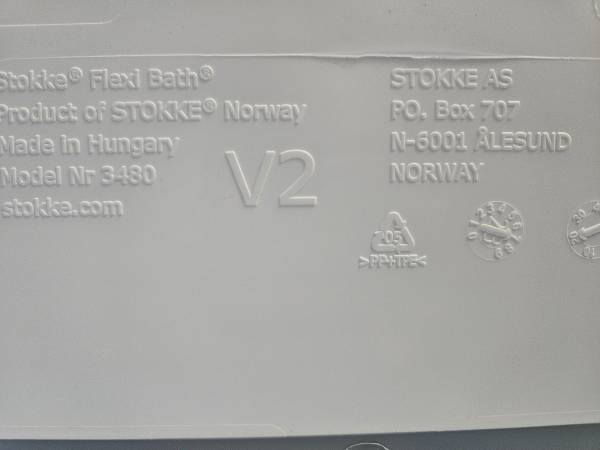 Stokke® Flexi Bath®
Product of STOKKE® Norway
Made in Hungary
Model Nr 3480
stokke.com
V2
STOKKE AS
PO. Box 707
N-6001 ÅLESUND
NORWAY
05
>PP+TPE<